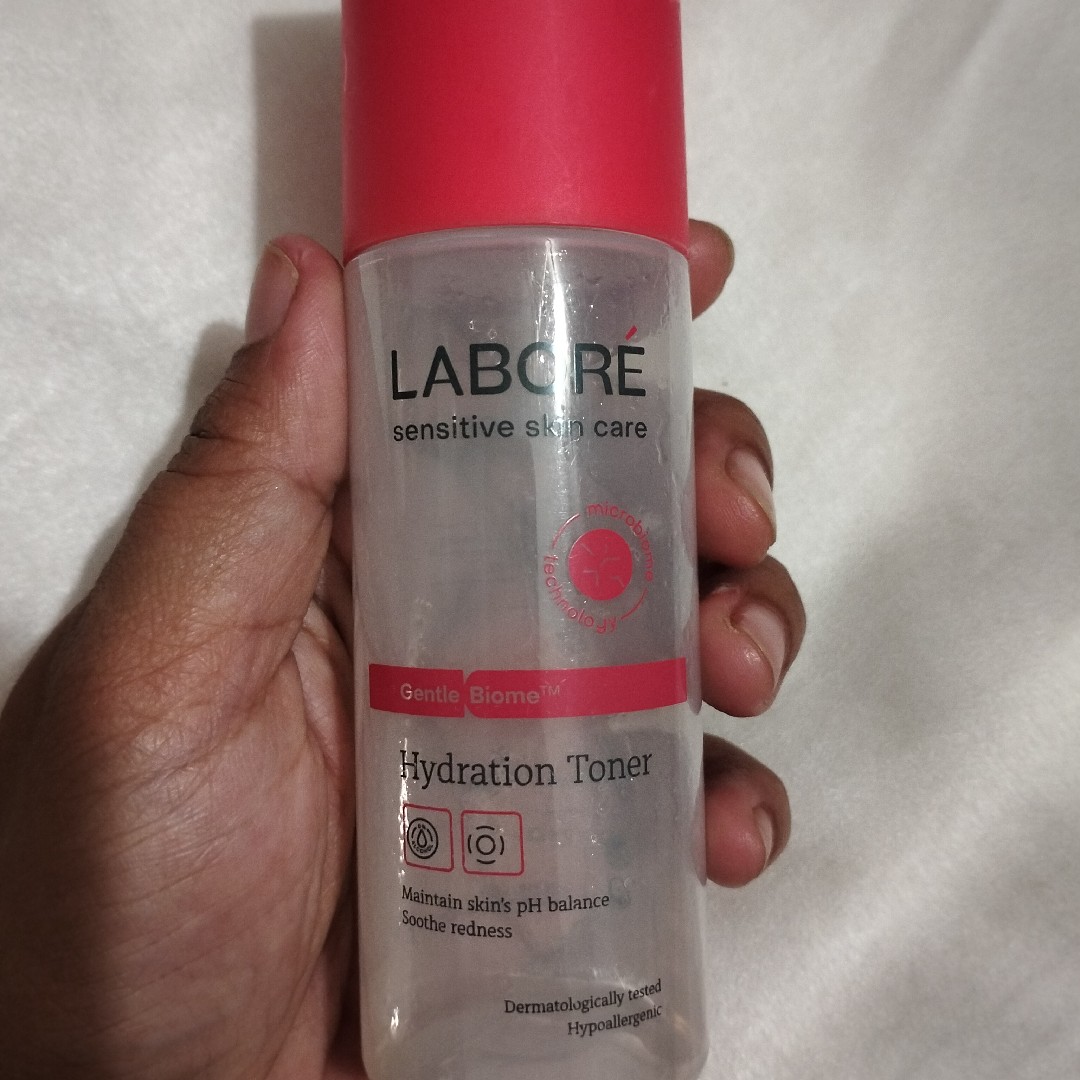 LABORÉ
sensitive skin care
microbiome
technology
Gentle Biome™
Hydration Toner
Maintain skin's pH balance
Soothe redness
Dermatologically tested
Hypoallergenic